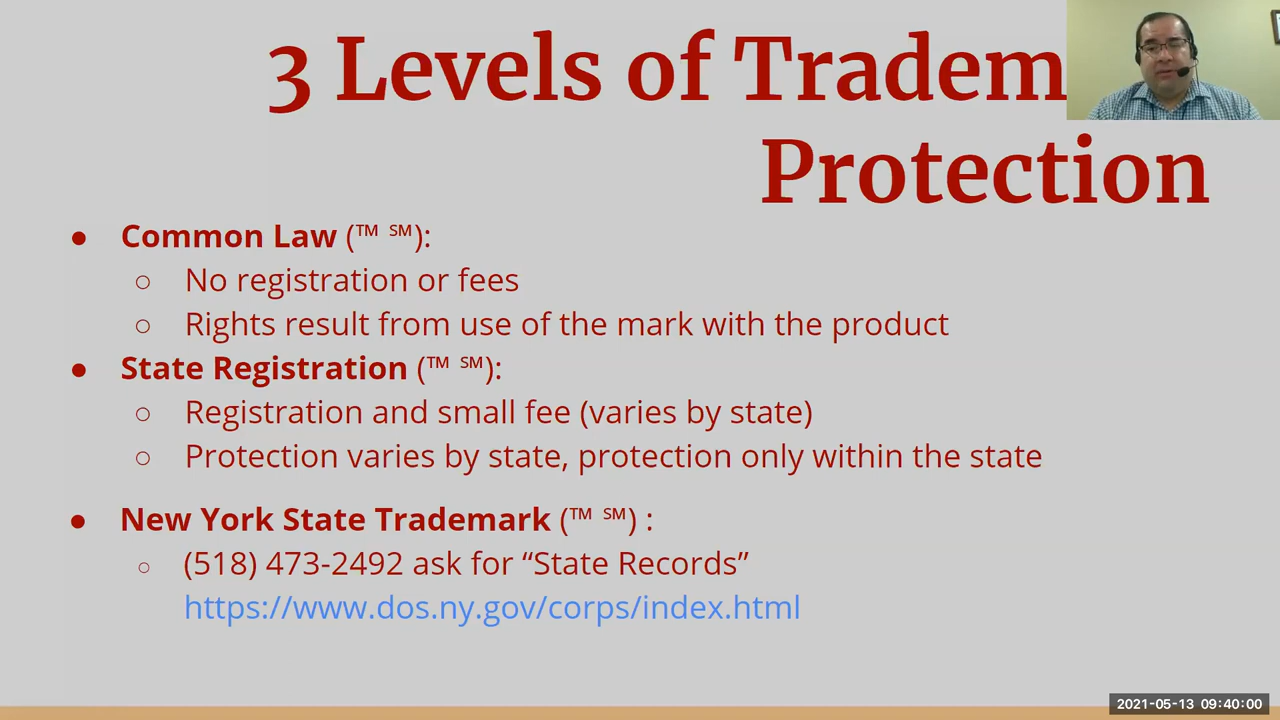 3 Levels of Tradem
Protection
● Common Law (™ ℠):
○ No registration or fees
○ Rights result from use of the mark with the product
● State Registration (™ ℠):
○ Registration and small fee (varies by state)
○ Protection varies by state, protection only within the state
● New York State Trademark (™ ℠) :
○ (518) 473-2492 ask for “State Records”
https://www.dos.ny.gov/corps/index.html
2021-05-13 09:40:00